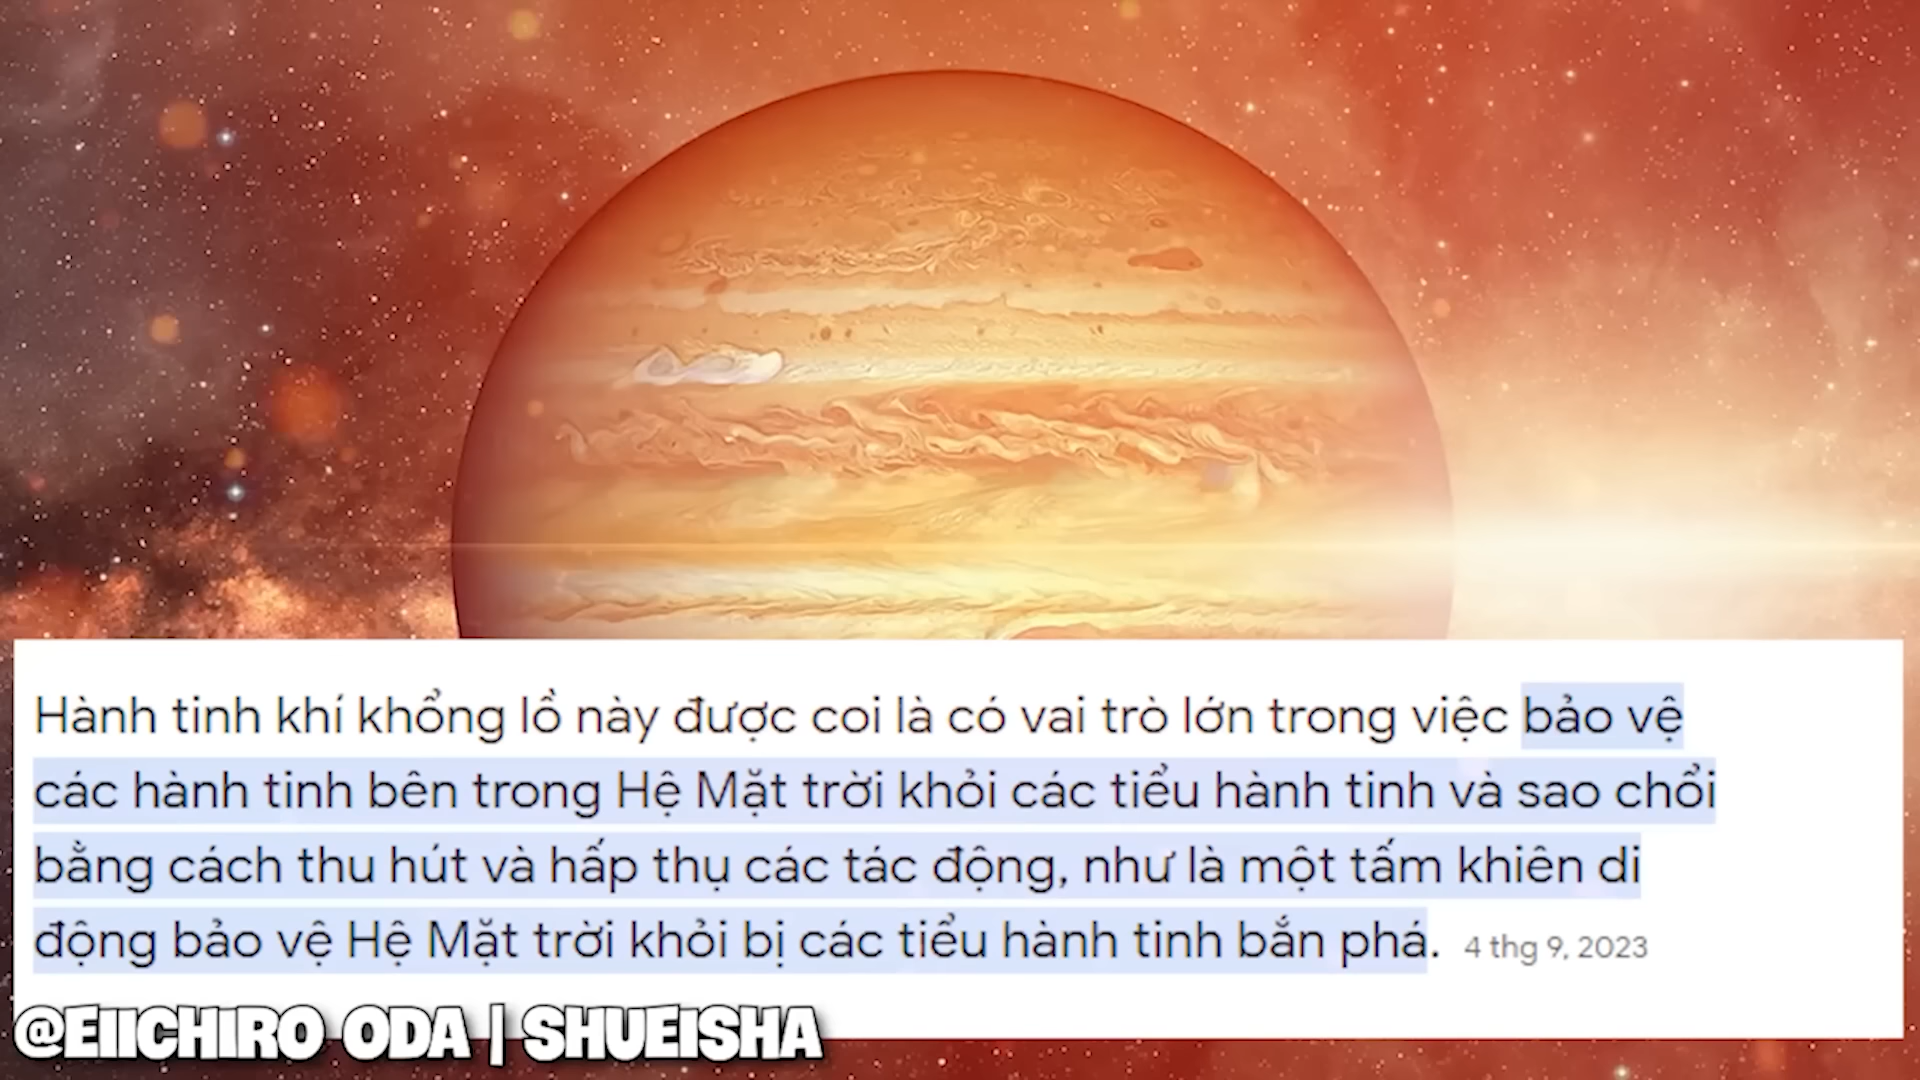 Hành tinh khí khổng lồ này được coi là có vai trò lớn trong việc bảo vệ
các hành tinh bên trong Hệ Mặt trời khỏi các tiểu hành tinh và sao chổi
bằng cách thu hút và hấp thụ các tác động, như là một tấm khiên di
động bảo vệ Hệ Mặt trời khỏi bị các tiểu hành tinh bắn phá. 4 thg 9, 2023
@EIICHIRO ODA | SHUEISHA